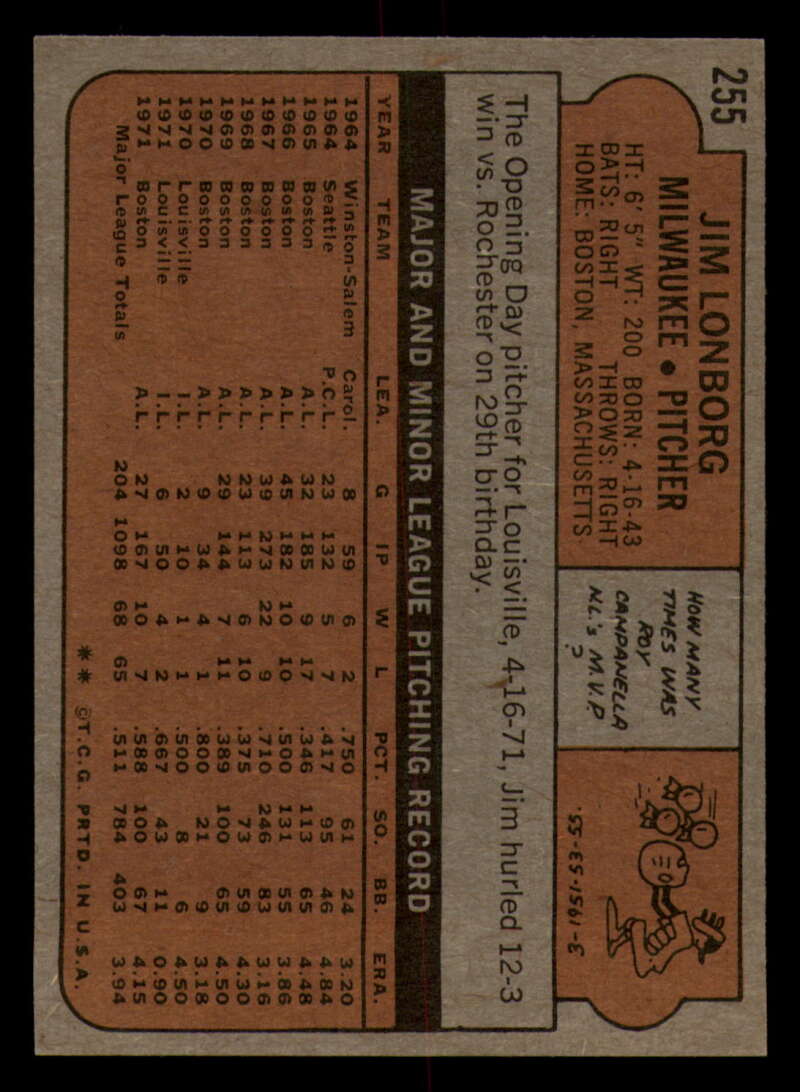 255
JIM LONBORG
MILWAUKEE • PITCHER
HT: 6' 5" WT: 200 BORN: 4-16-43
BATS: RIGHT THROWS: RIGHT
HOME: BOSTON, MASSACHUSETTS
HOW MANY
TIMES WAS
ROY
CAMPANELLA
N.L.'s M.V.P.
?
3-1951-53-55.
The Opening Day pitcher for Louisville, 4-16-71, Jim hurled 12-3
win vs. Rochester on 29th birthday.
MAJOR AND MINOR LEAGUE PITCHING RECORD
YEAR TEAM LEA. G IP W L PCT. SO. BB. ERA.
1964 Winston-Salem Carol. 8 59 6 2 .750 61 24 3.20
1964 Seattle P.C.L. 23 132 5 7 .417 95 46 4.84
1965 Boston A.L. 32 185 9 17 .346 113 65 4.48
1966 Boston A.L. 45 182 10 10 .500 131 55 3.86
1967 Boston A.L. 39 273 22 9 .710 246 83 3.16
1968 Boston A.L. 23 113 6 10 .375 73 59 4.30
1969 Boston A.L. 29 144 7 11 .389 100 65 4.50
1970 Boston A.L. 9 34 4 1 .800 21 9 3.18
1970 Louisville I.L. 2 10 1 1 .500 8 6 4.50
1971 Louisville I.L. 6 50 4 2 .667 43 11 0.90
1971 Boston A.L. 27 167 10 7 .588 100 67 4.15
Major League Totals 204 1098 68 65 .511 784 403 3.94
** ©T.C.G. PRTD. IN U.S.A.